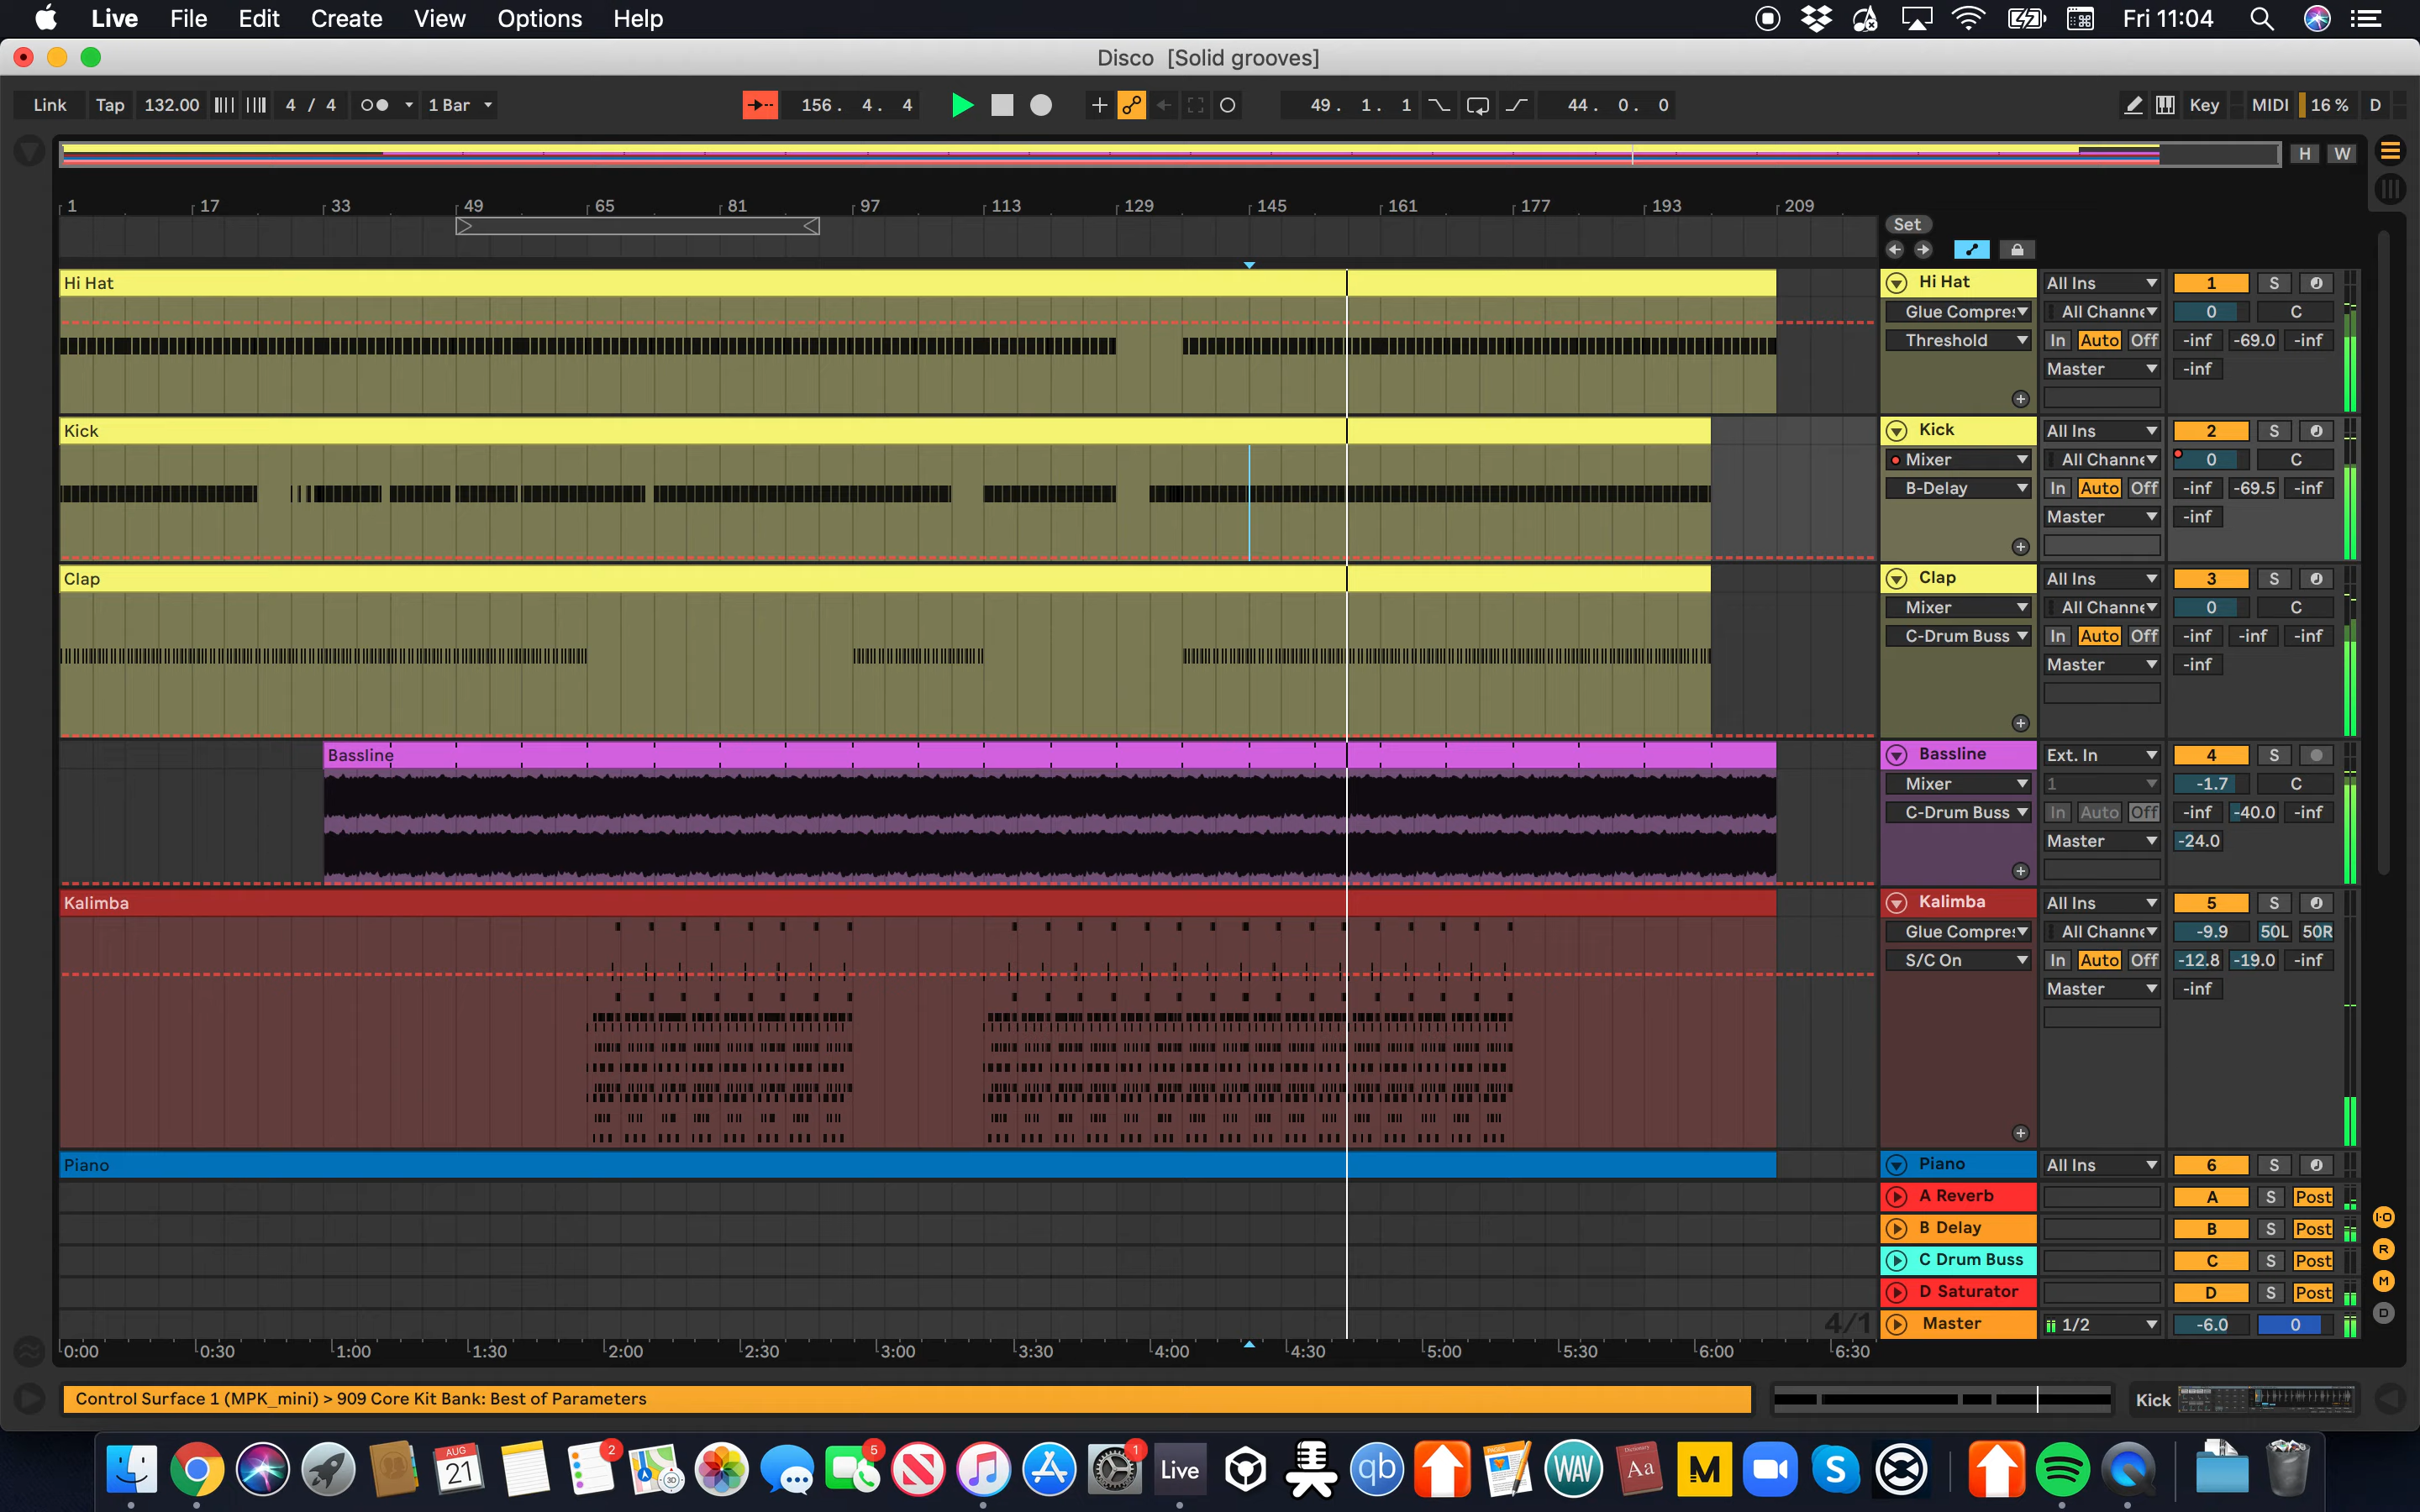 Live File Edit Create View Options Help Fri 11:04
Disco [Solid grooves]
Link Tap 132.00 4 / 4 1 Bar 156. 4. 4 49. 1. 1 44. 0. 0 Key MIDI 16 % D
H W
1 17 33 49 65 81 97 113 129 145 161 177 193 209
Set
Hi Hat Hi Hat All Ins 1 S
Glue Compres All Channe 0 C
Threshold In Auto Off -inf -69.0 -inf
Master -inf
Kick Kick All Ins 2 S
Mixer All Channe 0 C
B-Delay In Auto Off -inf -69.5 -inf
Master -inf
Clap Clap All Ins 3 S
Mixer All Channe 0 C
C-Drum Buss In Auto Off -inf -inf -inf
Master -inf
Bassline Bassline Ext. In 4 S
Mixer 1 -1.7 C
C-Drum Buss In Auto Off -inf -40.0 -inf
Master -24.0
Kalimba Kalimba All Ins 5 S
Glue Compres All Channe -9.9 50L 50R
S/C On In Auto Off -12.8 -19.0 -inf
Master -inf
Piano Piano All Ins 6 S
A Reverb A S Post
I·O
B Delay B S Post
R
C Drum Buss C S Post
M
D Saturator D S Post
D
4/1 Master 1/2 -6.0 0
0:00 0:30 1:00 1:30 2:00 2:30 3:00 3:30 4:00 4:30 5:00 5:30 6:00 6:30
Control Surface 1 (MPK_mini) > 909 Core Kit Bank: Best of Parameters Kick
AUG 21 2 3D 5 1 Live qb PAGES WAV Dictionary Aa M S